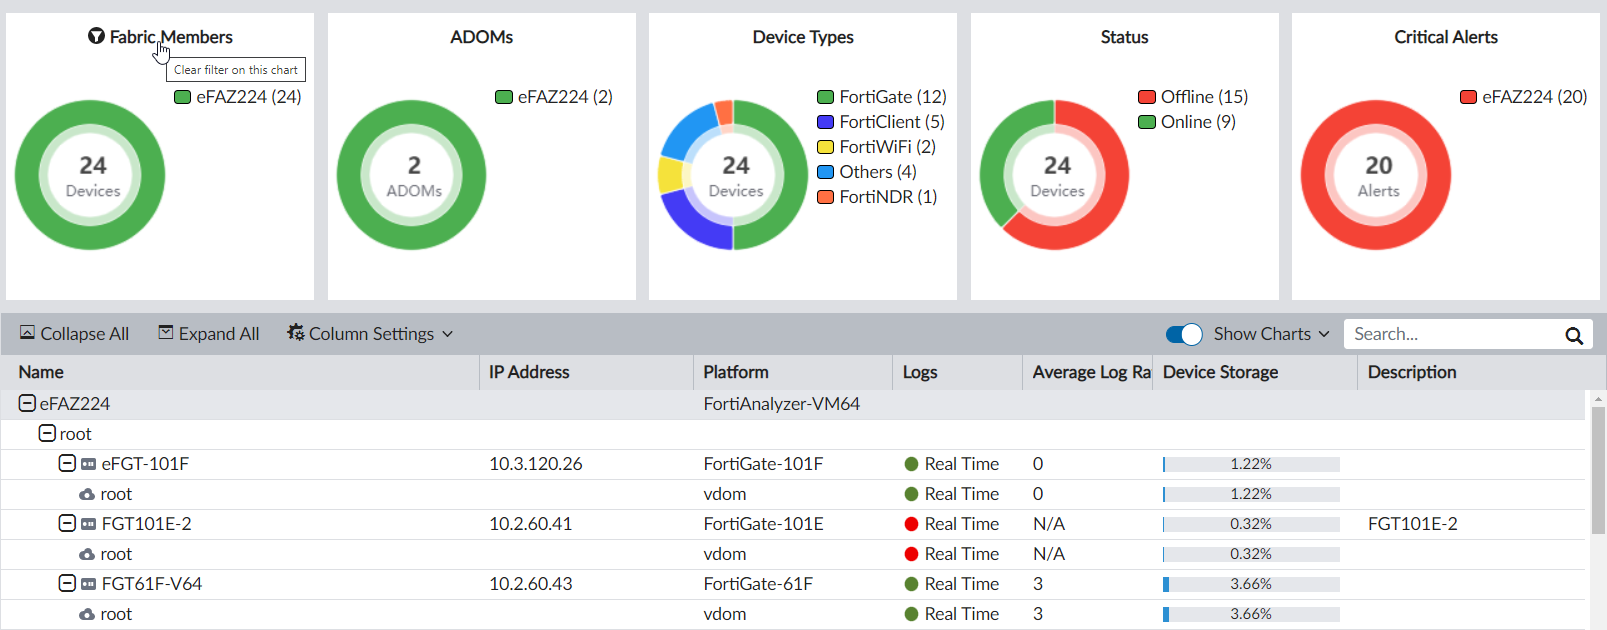 Fabric Members
Clear filter on this chart
eFAZ224 (24)
24
Devices
ADOMs
eFAZ224 (2)
2
ADOMs
Device Types
FortiGate (12)
FortiClient (5)
FortiWiFi (2)
Others (4)
FortiNDR (1)
24
Devices
Status
Offline (15)
Online (9)
24
Devices
Critical Alerts
eFAZ224 (20)
20
Alerts
Collapse All Expand All Column Settings Show Charts Search...
Name IP Address Platform Logs Average Log Ra Device Storage Description
eFAZ224 FortiAnalyzer-VM64
root
eFGT-101F 10.3.120.26 FortiGate-101F Real Time 0 1.22%
root vdom Real Time 0 1.22%
FGT101E-2 10.2.60.41 FortiGate-101E Real Time N/A 0.32% FGT101E-2
root vdom Real Time N/A 0.32%
FGT61F-V64 10.2.60.43 FortiGate-61F Real Time 3 3.66%
root vdom Real Time 3 3.66%